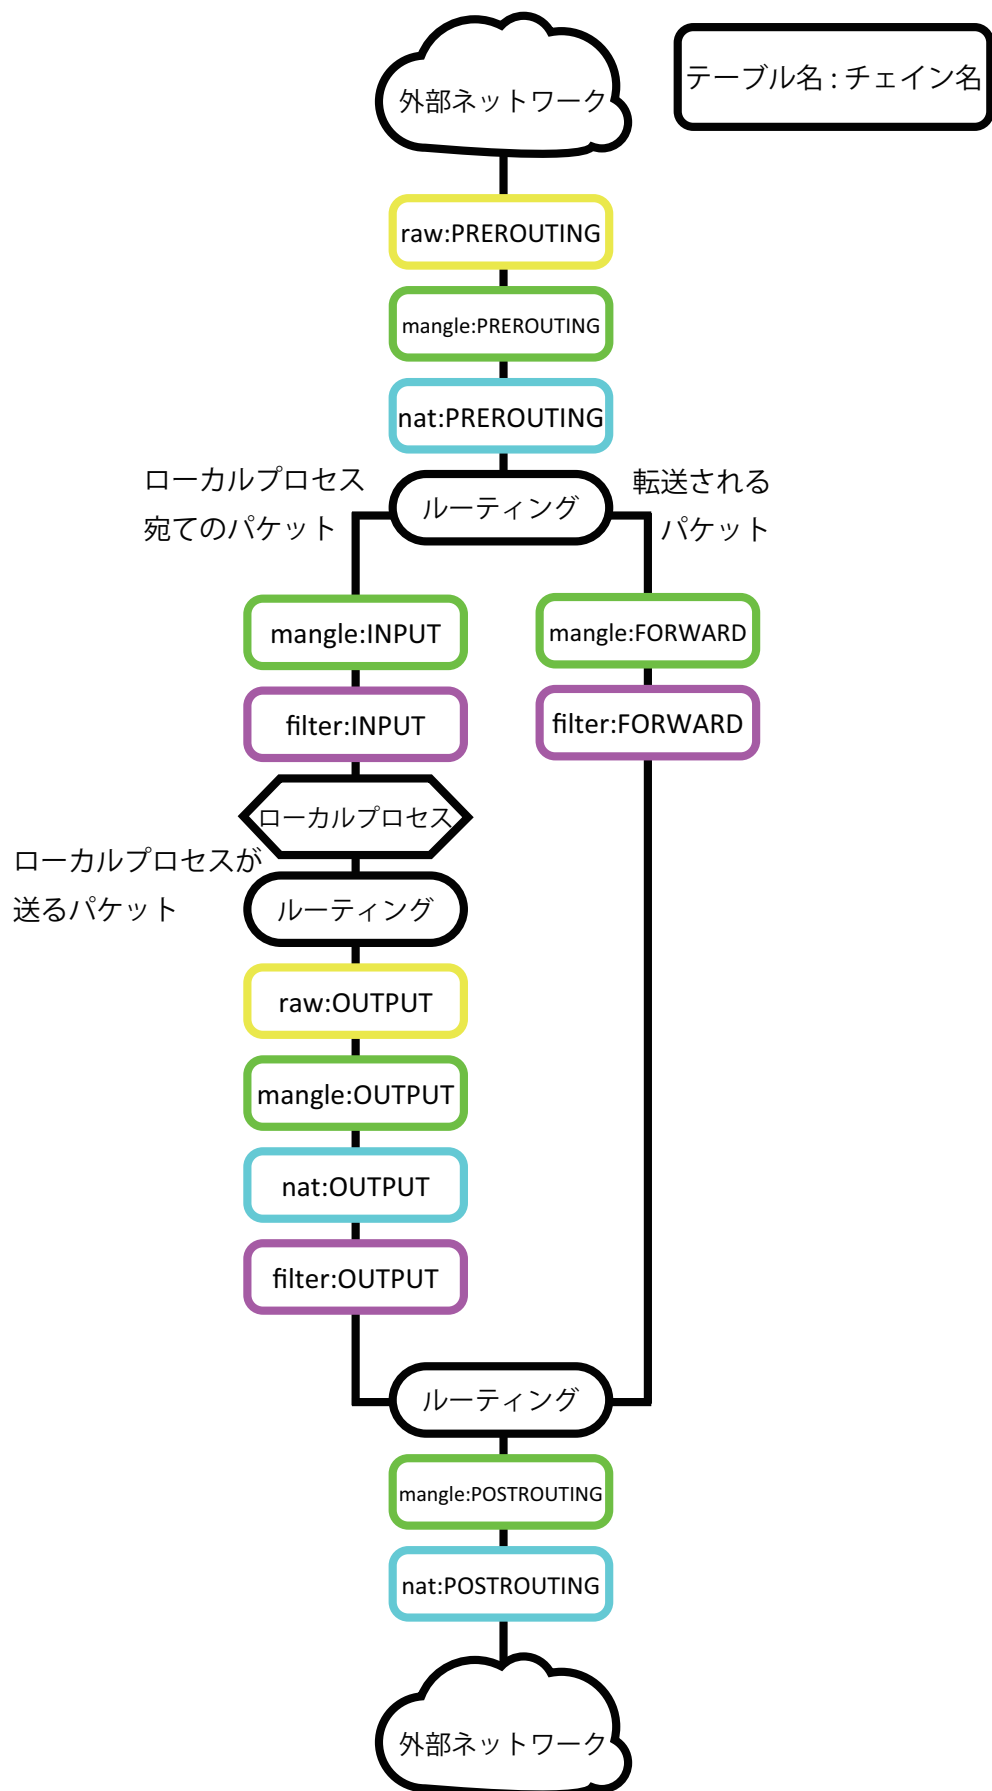 外部ネットワーク
テーブル名 : チェイン名
raw:PREROUTING
mangle:PREROUTING
nat:PREROUTING
ローカルプロセス
宛てのパケット
ルーティング
転送される
パケット
mangle:INPUT
filter:INPUT
mangle:FORWARD
filter:FORWARD
ローカルプロセス
ローカルプロセスが
送るパケット
ルーティング
raw:OUTPUT
mangle:OUTPUT
nat:OUTPUT
filter:OUTPUT
ルーティング
mangle:POSTROUTING
nat:POSTROUTING
外部ネットワーク